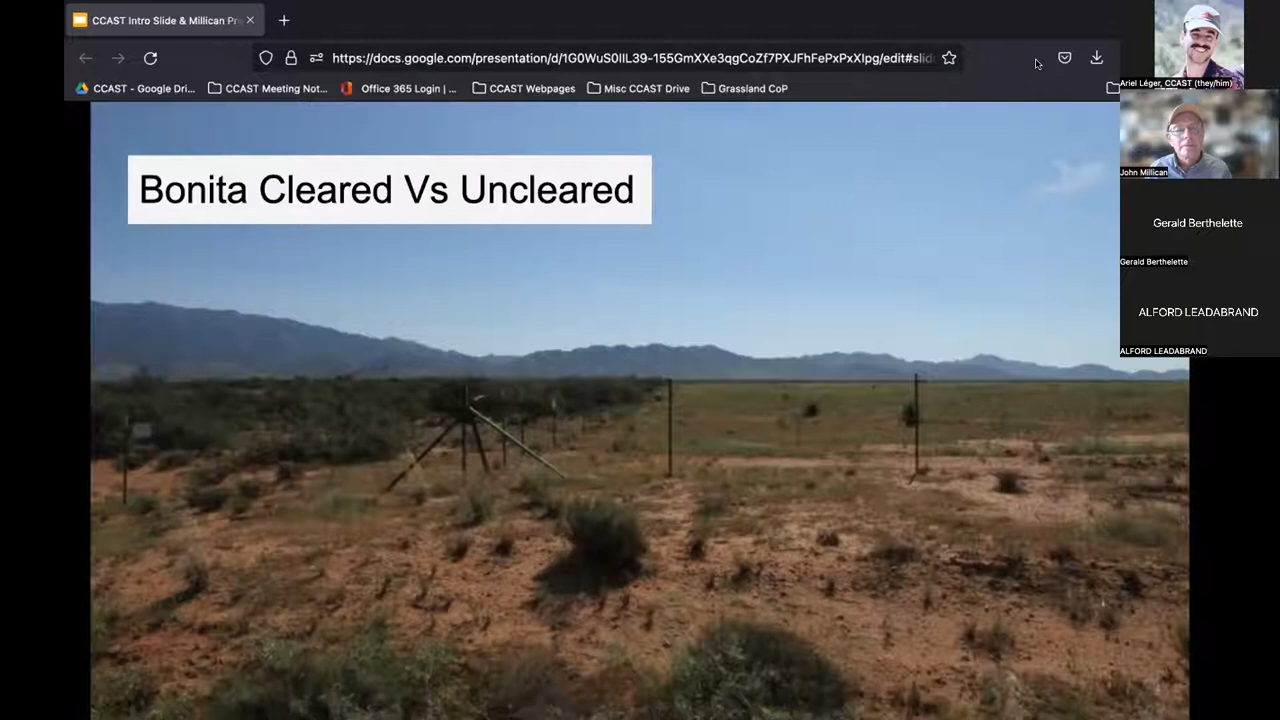 CCAST Intro Slide & Millican Pre
https://docs.google.com/presentation/d/1G0WuS0IIL39-155GmXXe3qgCoZf7PXJFhFePxPxXIpg/edit#slid
CCAST - Google Dri...
CCAST Meeting Not...
Office 365 Login | ...
CCAST Webpages
Misc CCAST Drive
Grassland CoP
Bonita Cleared Vs Uncleared
Ariel Léger, CCAST (they/him)
John Millican
Gerald Berthelette
Gerald Berthelette
ALFORD LEADABRAND
ALFORD LEADABRAND